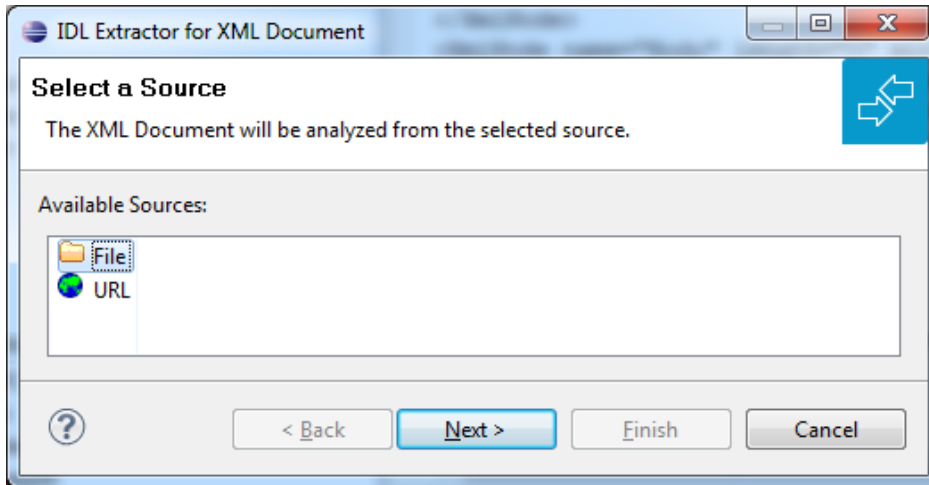 IDL Extractor for XML Document
Select a Source
The XML Document will be analyzed from the selected source.
Available Sources:
File
URL
< Back Next > Finish Cancel